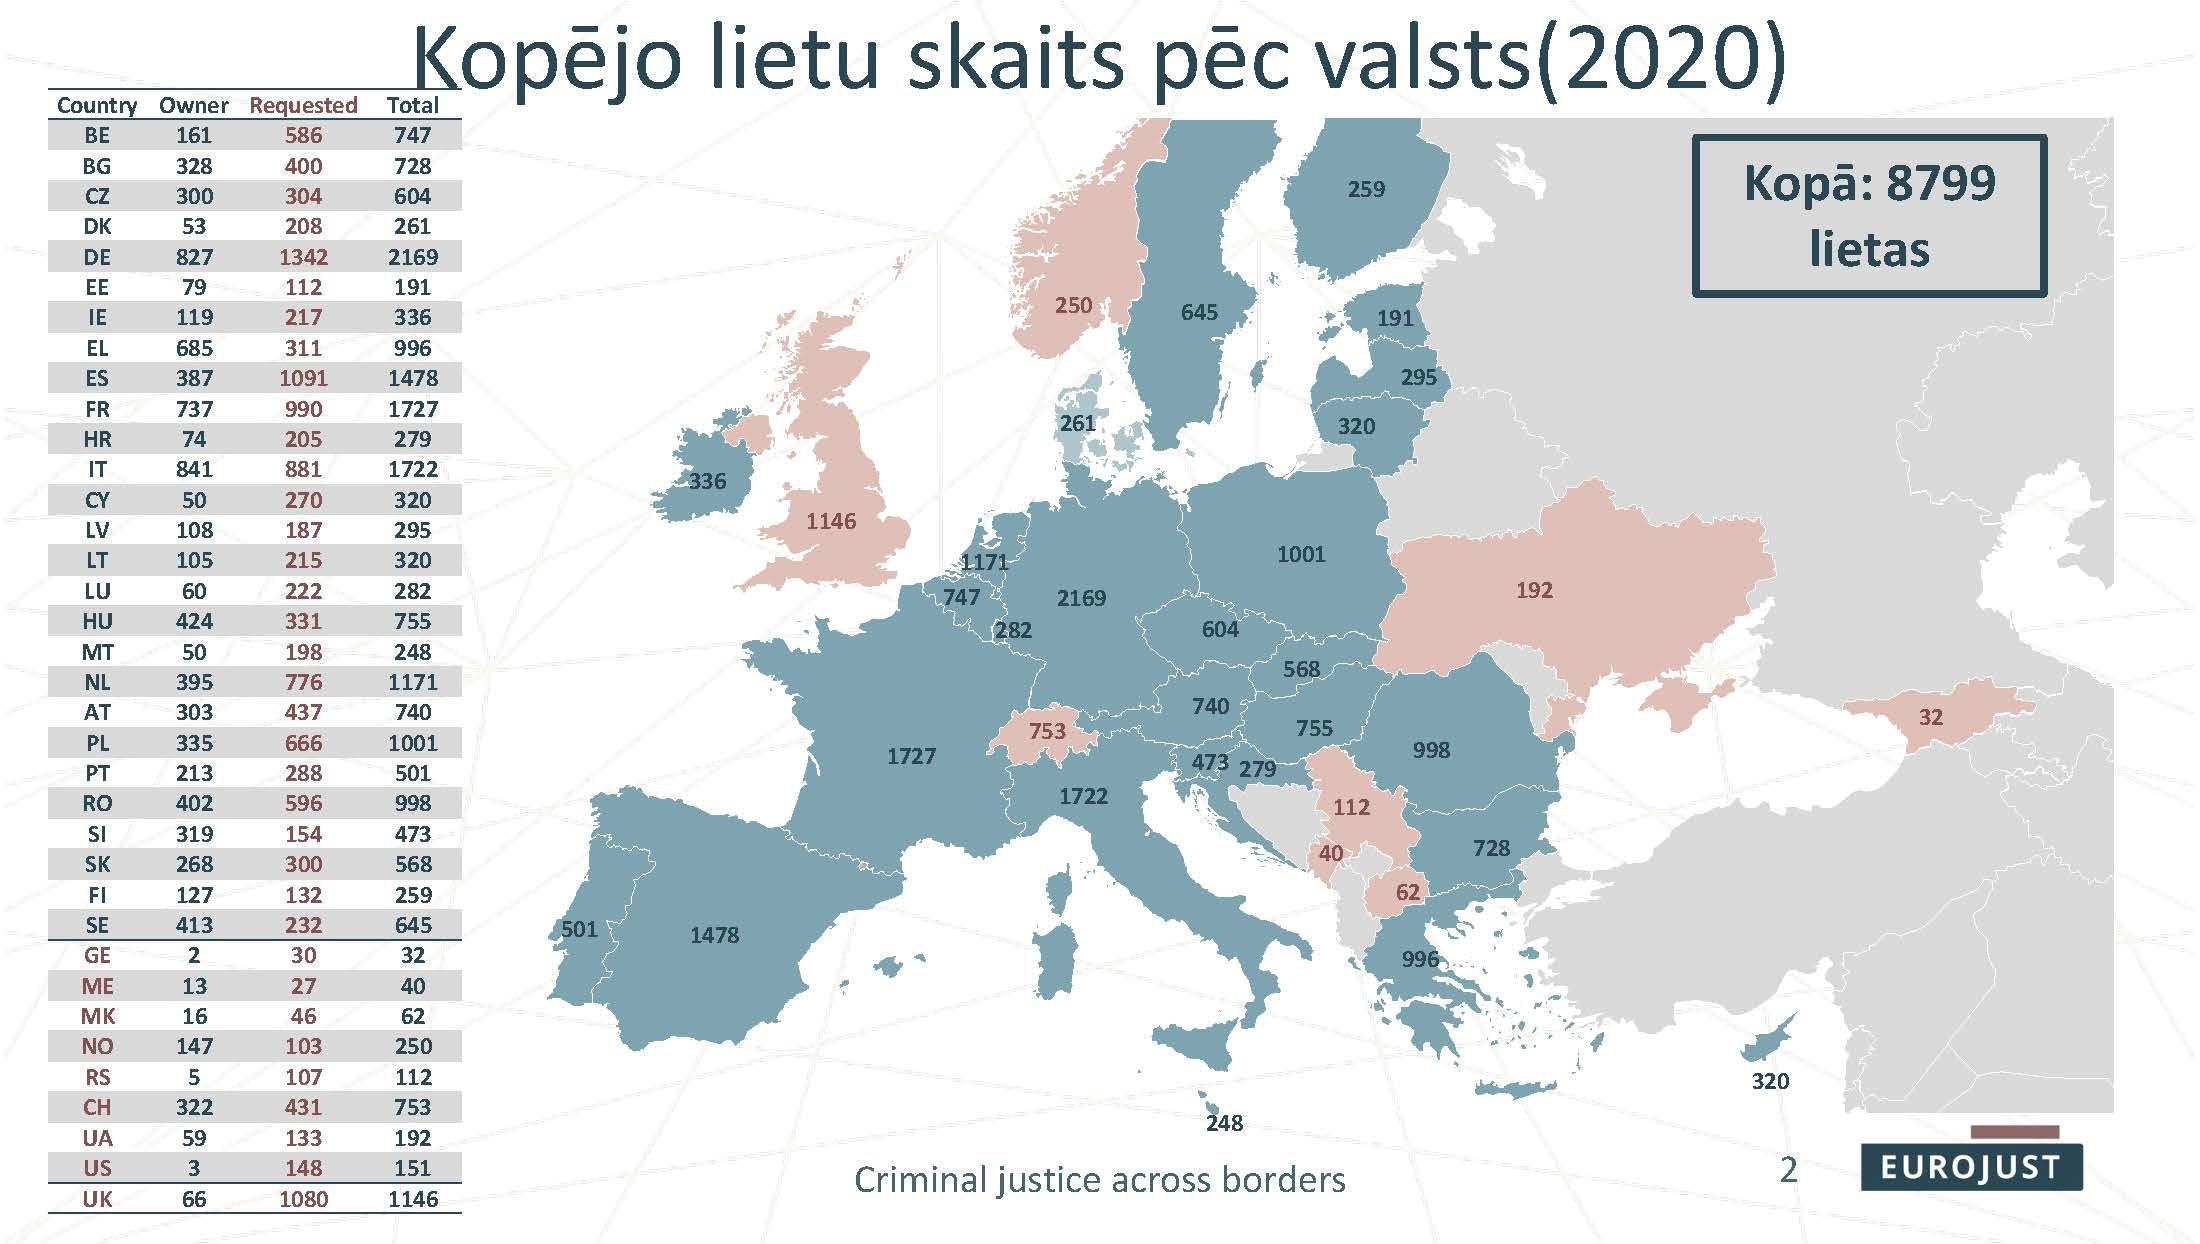 Kopējo lietu skaits pēc valsts(2020)
Country Owner Requested Total
BE 161 586 747
BG 328 400 728
CZ 300 304 604
DK 53 208 261
DE 827 1342 2169
EE 79 112 191
IE 119 217 336
EL 685 311 996
ES 387 1091 1478
FR 737 990 1727
HR 74 205 279
IT 841 881 1722
CY 50 270 320
LV 108 187 295
LT 105 215 320
LU 60 222 282
HU 424 331 755
MT 50 198 248
NL 395 776 1171
AT 303 437 740
PL 335 666 1001
PT 213 288 501
RO 402 596 998
SI 319 154 473
SK 268 300 568
FI 127 132 259
SE 413 232 645
GE 2 30 32
ME 13 27 40
MK 16 46 62
NO 147 103 250
RS 5 107 112
CH 322 431 753
UA 59 133 192
US 3 148 151
UK 66 1080 1146
Kopā: 8799
lietas
259
250
645
191
295
261
320
336
1146
1001
1171
747
2169
192
282
604
568
740
32
753
755
1727
998
473
279
1722
112
40
728
62
501
1478
996
320
248
Criminal justice across borders
2
EUROJUST